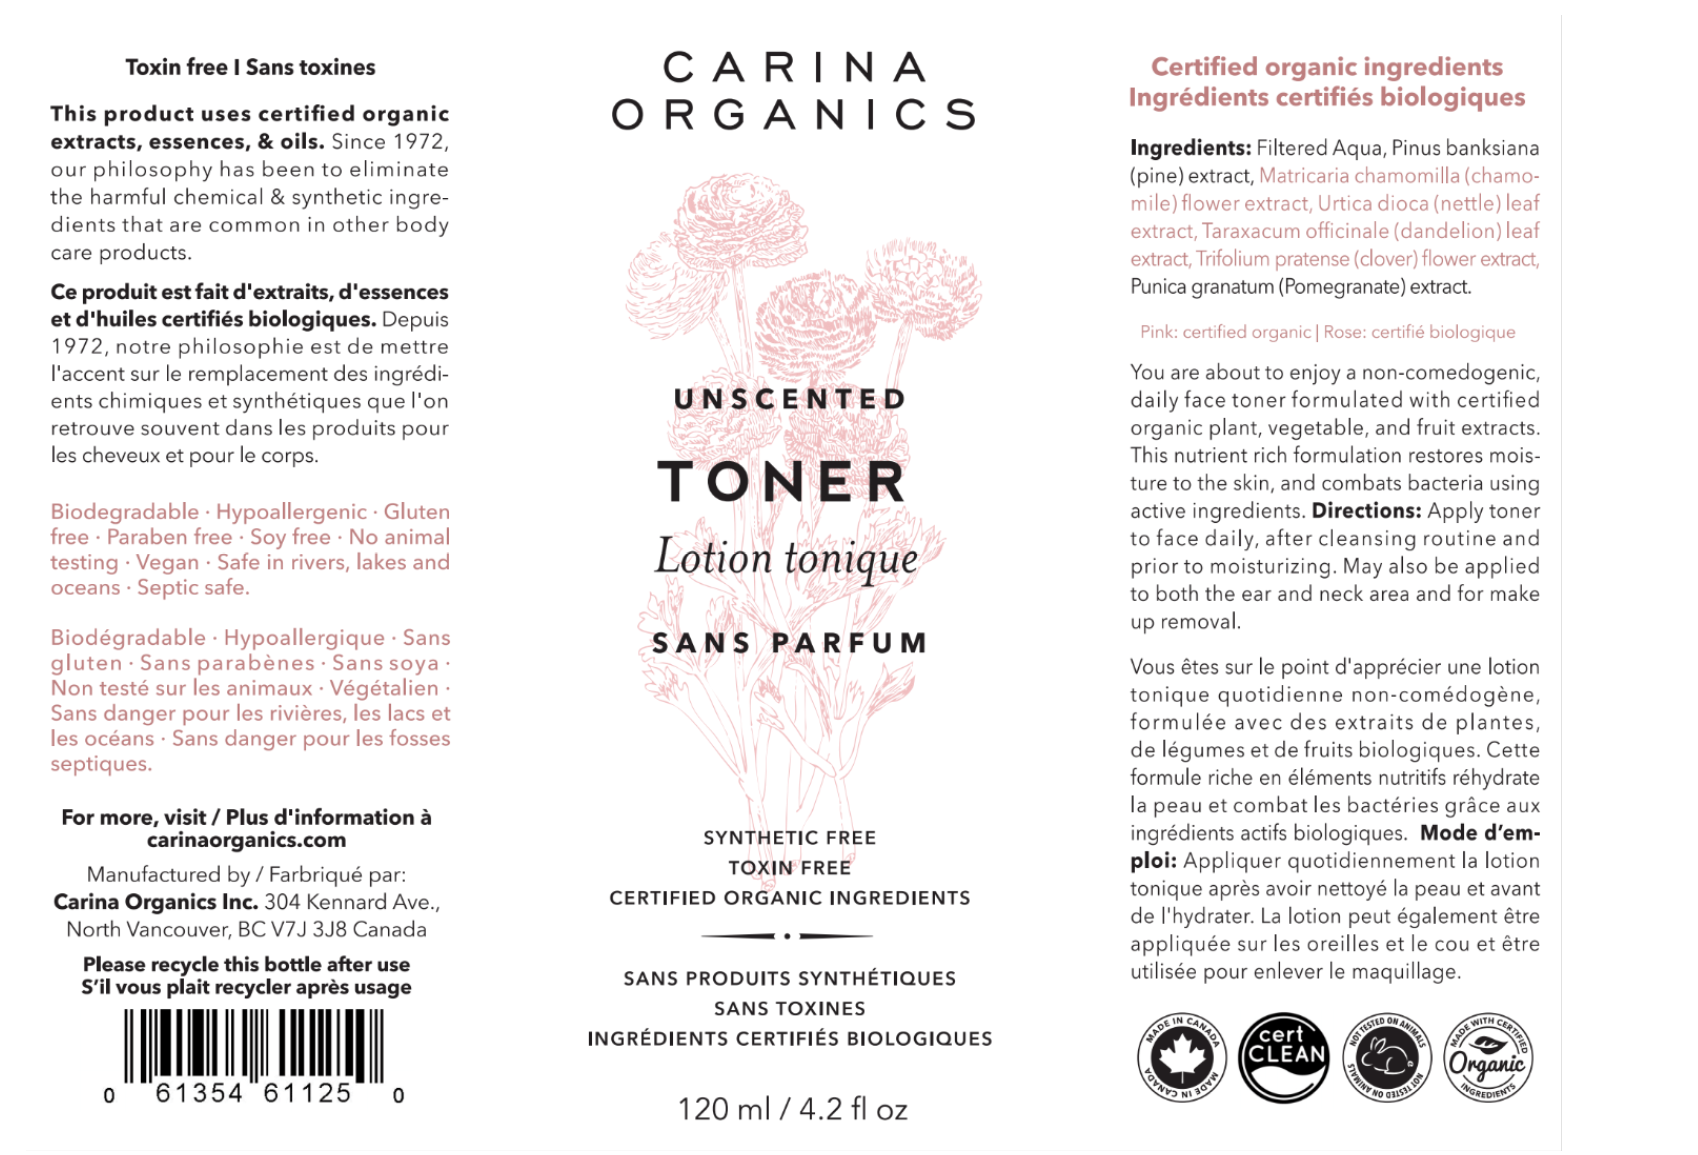 Toxin free I Sans toxines
This product uses certified organic
extracts, essences, & oils. Since 1972,
our philosophy has been to eliminate
the harmful chemical & synthetic ingre-
dients that are common in other body
care products.
Ce produit est fait d'extraits, d'essences
et d'huiles certifiés biologiques. Depuis
1972, notre philosophie est de mettre
l'accent sur le remplacement des ingrédi-
ents chimiques et synthétiques que l'on
retrouve souvent dans les produits pour
les cheveux et pour le corps.
Biodegradable · Hypoallergenic · Gluten
free · Paraben free · Soy free · No animal
testing · Vegan · Safe in rivers, lakes and
oceans · Septic safe.
Biodégradable · Hypoallergique · Sans
gluten · Sans parabènes · Sans soya ·
Non testé sur les animaux · Végétalien ·
Sans danger pour les rivières, les lacs et
les océans · Sans danger pour les fosses
septiques.
For more, visit / Plus d'information à
carinaorganics.com
Manufactured by / Farbriqué par:
Carina Organics Inc. 304 Kennard Ave.,
North Vancouver, BC V7J 3J8 Canada
Please recycle this bottle after use
S’il vous plait recycler après usage
0 61354 61125 0
CARINA
ORGANICS
UNSCENTED
TONER
Lotion tonique
SANS PARFUM
SYNTHETIC FREE
TOXIN FREE
CERTIFIED ORGANIC INGREDIENTS
SANS PRODUITS SYNTHÉTIQUES
SANS TOXINES
INGRÉDIENTS CERTIFIÉS BIOLOGIQUES
120 ml / 4.2 fl oz
Certified organic ingredients
Ingrédients certifiés biologiques
Ingredients: Filtered Aqua, Pinus banksiana
(pine) extract, Matricaria chamomilla (chamo-
mile) flower extract, Urtica dioca (nettle) leaf
extract, Taraxacum officinale (dandelion) leaf
extract, Trifolium pratense (clover) flower extract,
Punica granatum (Pomegranate) extract.
Pink: certified organic | Rose: certifié biologique
You are about to enjoy a non-comedogenic,
daily face toner formulated with certified
organic plant, vegetable, and fruit extracts.
This nutrient rich formulation restores mois-
ture to the skin, and combats bacteria using
active ingredients. Directions: Apply toner
to face daily, after cleansing routine and
prior to moisturizing. May also be applied
to both the ear and neck area and for make
up removal.
Vous êtes sur le point d'apprécier une lotion
tonique quotidienne non-comédogène,
formulée avec des extraits de plantes,
de légumes et de fruits biologiques. Cette
formule riche en éléments nutritifs réhydrate
la peau et combat les bactéries grâce aux
ingrédients actifs biologiques. Mode d’em-
ploi: Appliquer quotidiennement la lotion
tonique après avoir nettoyé la peau et avant
de l'hydrater. La lotion peut également être
appliquée sur les oreilles et le cou et être
utilisée pour enlever le maquillage.
MADE IN CANADA
MADE IN CANADA
cert
CLEAN
NOT TESTED ON ANIMALS
NOT TESTED ON ANIMALS
MADE WITH CERTIFIED
Organic
INGREDIENTS